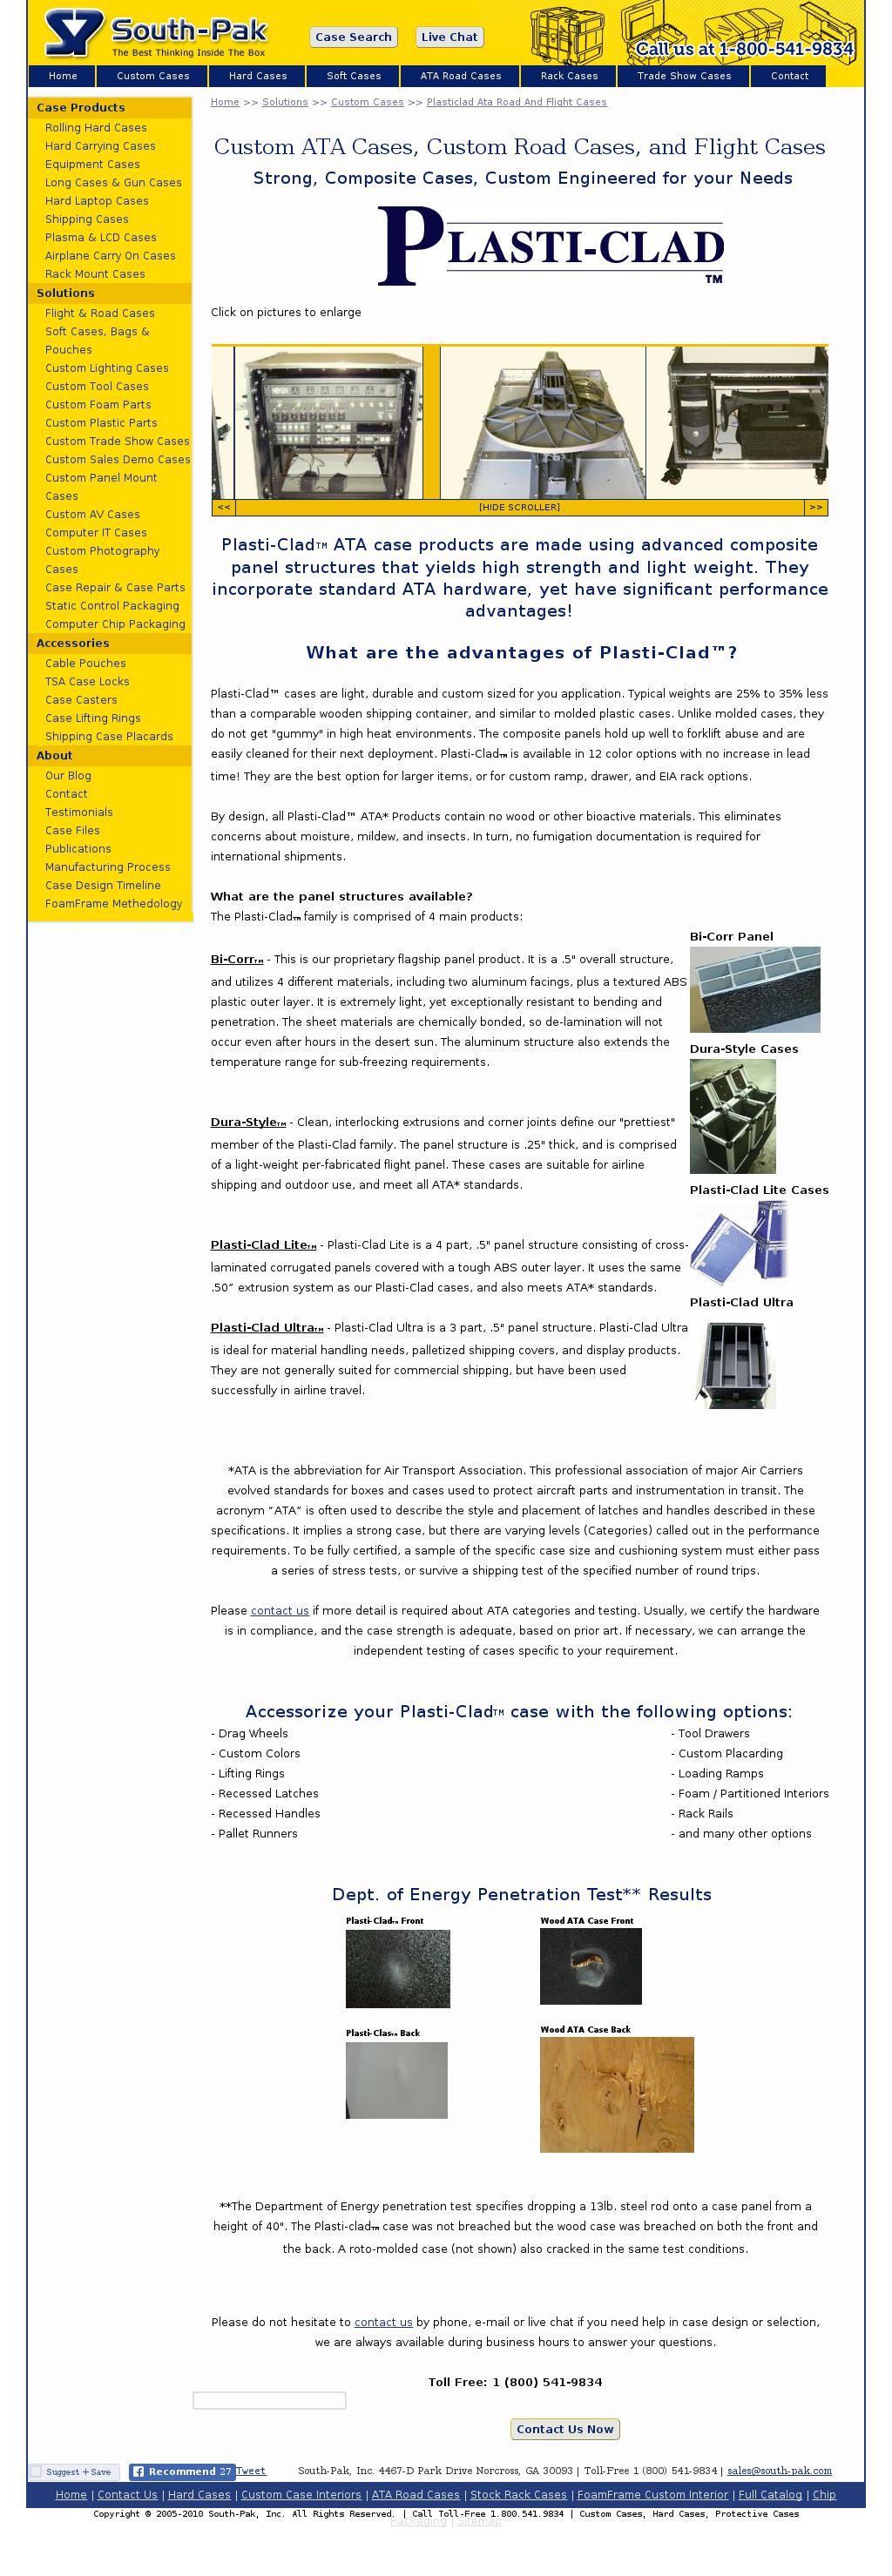 South-Pak
The Best Thinking Inside The Box
Case Search
Live Chat
Call us at 1-800-541-9834
Home
Custom Cases
Hard Cases
Soft Cases
ATA Road Cases
Rack Cases
Trade Show Cases
Contact
Case Products
Rolling Hard Cases
Hard Carrying Cases
Equipment Cases
Long Cases & Gun Cases
Hard Laptop Cases
Shipping Cases
Plasma & LCD Cases
Airplane Carry On Cases
Rack Mount Cases
Solutions
Flight & Road Cases
Soft Cases, Bags &
Pouches
Custom Lighting Cases
Custom Tool Cases
Custom Foam Parts
Custom Plastic Parts
Custom Trade Show Cases
Custom Sales Demo Cases
Custom Panel Mount
Cases
Custom AV Cases
Computer IT Cases
Custom Photography
Cases
Case Repair & Case Parts
Static Control Packaging
Computer Chip Packaging
Accessories
Cable Pouches
TSA Case Locks
Case Casters
Case Lifting Rings
Shipping Case Placards
About
Our Blog
Contact
Testimonials
Case Files
Publications
Manufacturing Process
Case Design Timeline
FoamFrame Methedology
Home >> Solutions >> Custom Cases >> Plasticlad Ata Road And Flight Cases
Custom ATA Cases, Custom Road Cases, and Flight Cases
Strong, Composite Cases, Custom Engineered for your Needs
PLASTI-CLAD
TM
Click on pictures to enlarge
<<
[HIDE SCROLLER]
>>
Plasti-Clad™ ATA case products are made using advanced composite
panel structures that yields high strength and light weight. They
incorporate standard ATA hardware, yet have significant performance
advantages!
What are the advantages of Plasti-Clad™?
Plasti-Clad™ cases are light, durable and custom sized for you application. Typical weights are 25% to 35% less
than a comparable wooden shipping container, and similar to molded plastic cases. Unlike molded cases, they
do not get "gummy" in high heat environments. The composite panels hold up well to forklift abuse and are
easily cleaned for their next deployment. Plasti-Clad™ is available in 12 color options with no increase in lead
time! They are the best option for larger items, or for custom ramp, drawer, and EIA rack options.
By design, all Plasti-Clad™ ATA* Products contain no wood or other bioactive materials. This eliminates
concerns about moisture, mildew, and insects. In turn, no fumigation documentation is required for
international shipments.
What are the panel structures available?
The Plasti-Clad™ family is comprised of 4 main products:
Bi-Corr™ - This is our proprietary flagship panel product. It is a .5" overall structure,
and utilizes 4 different materials, including two aluminum facings, plus a textured ABS
plastic outer layer. It is extremely light, yet exceptionally resistant to bending and
penetration. The sheet materials are chemically bonded, so de-lamination will not
occur even after hours in the desert sun. The aluminum structure also extends the
temperature range for sub-freezing requirements.
Dura-Style™ - Clean, interlocking extrusions and corner joints define our "prettiest"
member of the Plasti-Clad family. The panel structure is .25" thick, and is comprised
of a light-weight per-fabricated flight panel. These cases are suitable for airline
shipping and outdoor use, and meet all ATA* standards.
Plasti-Clad Lite™ - Plasti-Clad Lite is a 4 part, .5" panel structure consisting of cross-
laminated corrugated panels covered with a tough ABS outer layer. It uses the same
.50” extrusion system as our Plasti-Clad cases, and also meets ATA* standards.
Plasti-Clad Ultra™ - Plasti-Clad Ultra is a 3 part, .5" panel structure. Plasti-Clad Ultra
is ideal for material handling needs, palletized shipping covers, and display products.
They are not generally suited for commercial shipping, but have been used
successfully in airline travel.
Bi-Corr Panel
Dura-Style Cases
Plasti-Clad Lite Cases
Plasti-Clad Ultra
*ATA is the abbreviation for Air Transport Association. This professional association of major Air Carriers
evolved standards for boxes and cases used to protect aircraft parts and instrumentation in transit. The
acronym “ATA” is often used to describe the style and placement of latches and handles described in these
specifications. It implies a strong case, but there are varying levels (Categories) called out in the performance
requirements. To be fully certified, a sample of the specific case size and cushioning system must either pass
a series of stress tests, or survive a shipping test of the specified number of round trips.
Please contact us if more detail is required about ATA categories and testing. Usually, we certify the hardware
is in compliance, and the case strength is adequate, based on prior art. If necessary, we can arrange the
independent testing of cases specific to your requirement.
Accessorize your Plasti-Clad™ case with the following options:
- Drag Wheels
- Custom Colors
- Lifting Rings
- Recessed Latches
- Recessed Handles
- Pallet Runners
- Tool Drawers
- Custom Placarding
- Loading Ramps
- Foam / Partitioned Interiors
- Rack Rails
- and many other options
Dept. of Energy Penetration Test** Results
Plasti-Clad™ Front
Wood ATA Case Front
Plasti-Clas™ Back
Wood ATA Case Back
**The Department of Energy penetration test specifies dropping a 13lb. steel rod onto a case panel from a
height of 40". The Plasti-clad™ case was not breached but the wood case was breached on both the front and
the back. A roto-molded case (not shown) also cracked in the same test conditions.
Please do not hesitate to contact us by phone, e-mail or live chat if you need help in case design or selection,
we are always available during business hours to answer your questions.
Toll Free: 1 (800) 541-9834
Contact Us Now
Suggest + Save
Recommend 27
Tweet
South-Pak, Inc. 4467-D Park Drive Norcross, GA 30093 | Toll-Free 1 (800) 541-9834 | sales@south-pak.com
Home | Contact Us | Hard Cases | Custom Case Interiors | ATA Road Cases | Stock Rack Cases | FoamFrame Custom Interior | Full Catalog | Chip
Packaging | Sitemap
Copyright © 2005-2010 South-Pak, Inc. All Rights Reserved. | Call Toll-Free 1.800.541.9834 | Custom Cases, Hard Cases, Protective Cases